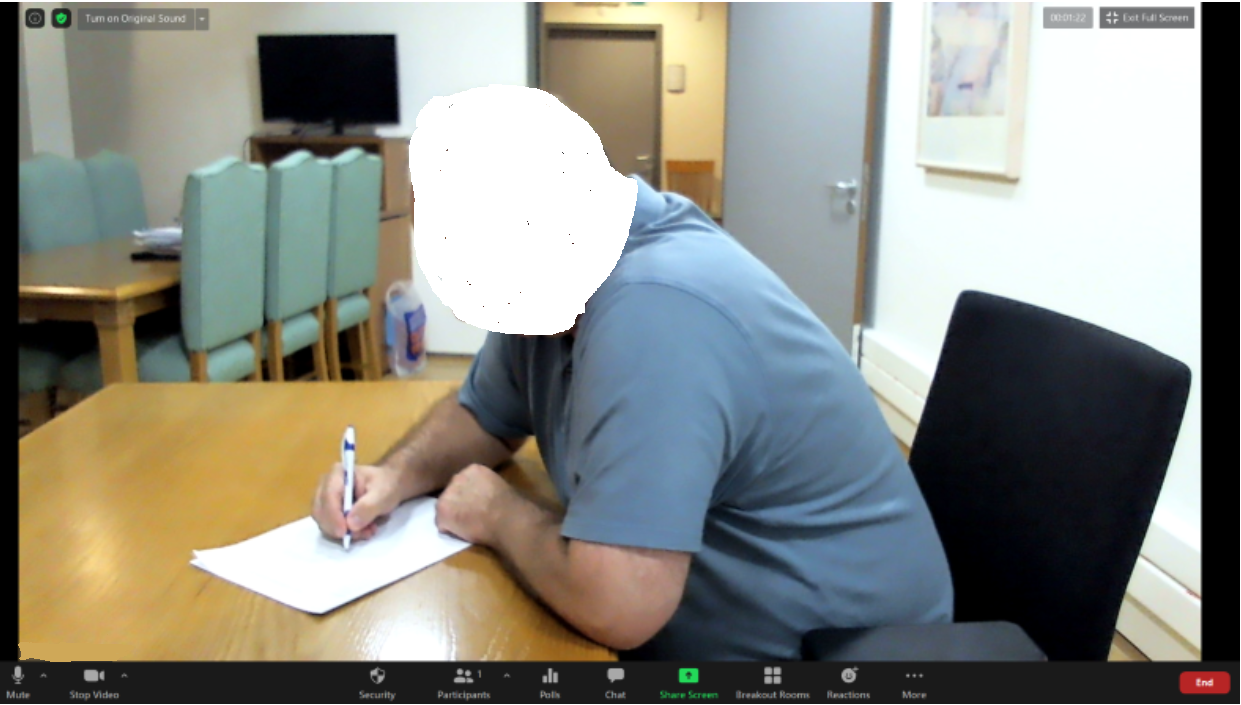 Turn on Original Sound
00:01:22
Exit Full Screen
Mute
Stop Video
Security
Participants
1
Polls
Chat
Share Screen
Breakout Rooms
Reactions
More
End